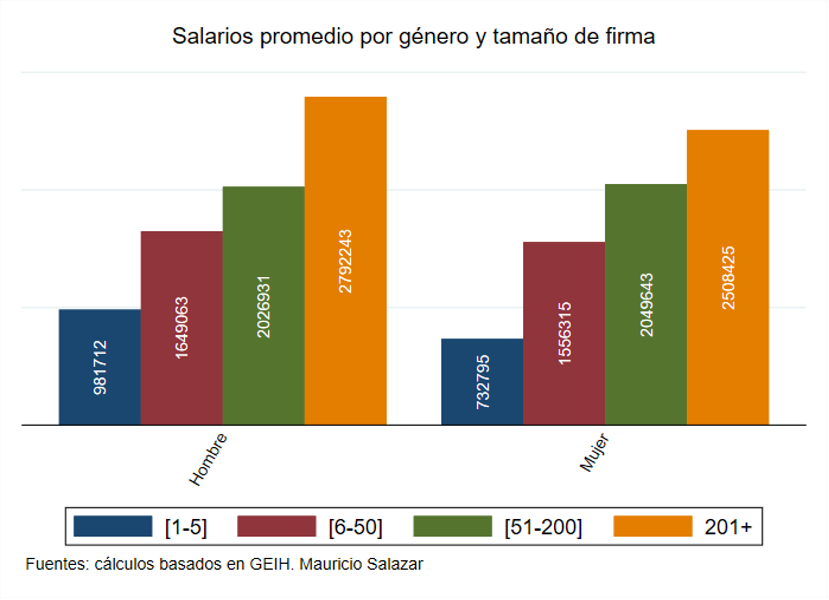 Salarios promedio por género y tamaño de firma
981712
1649063
2026931
2792243
732795
1556315
2049643
2508425
Hombre
Mujer
[1-5] [6-50] [51-200] 201+
Fuentes: cálculos basados en GEIH. Mauricio Salazar